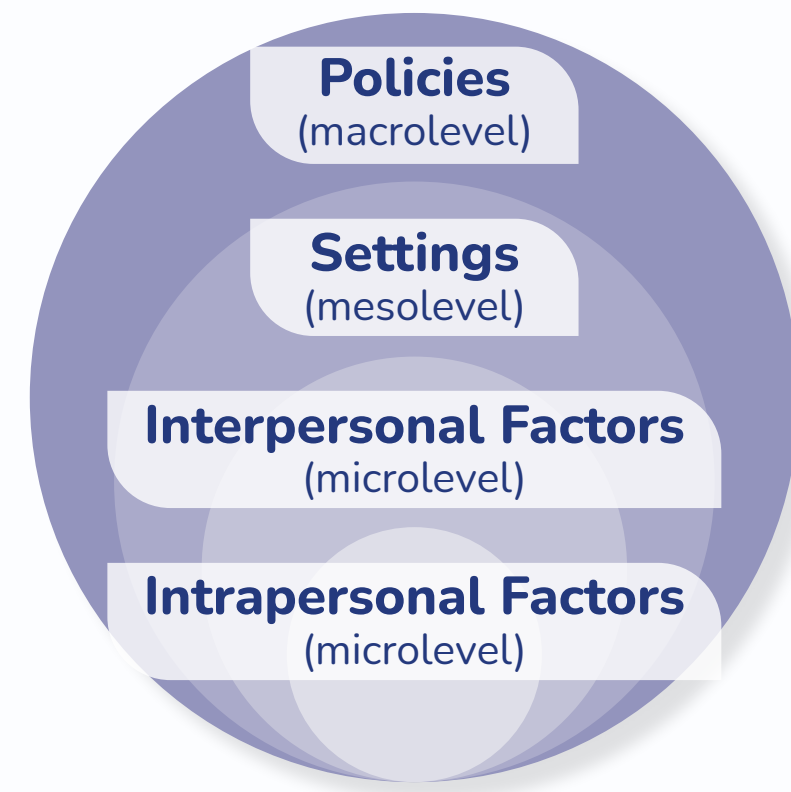 Policies
(macrolevel)
Settings
(mesolevel)
Interpersonal Factors
(microlevel)
Intrapersonal Factors
(microlevel)